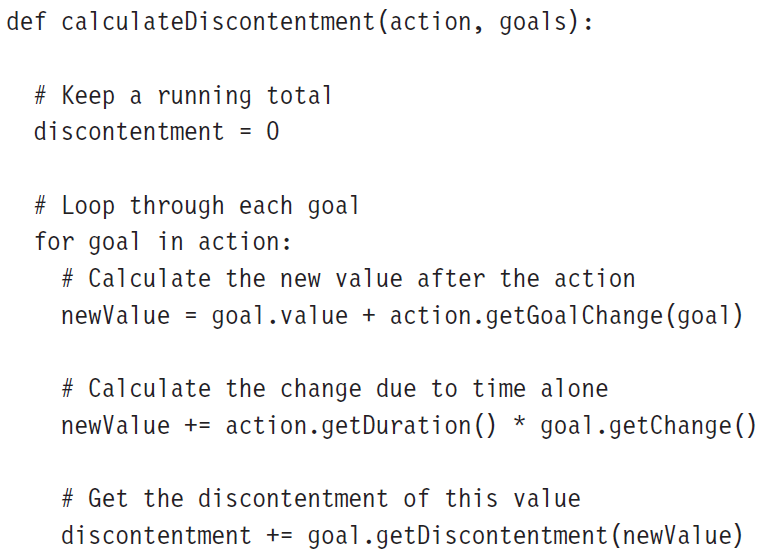 def calculateDiscontentment(action, goals):
# Keep a running total
discontentment = 0
# Loop through each goal
for goal in action:
# Calculate the new value after the action
newValue = goal.value + action.getGoalChange(goal)
# Calculate the change due to time alone
newValue += action.getDuration() * goal.getChange()
# Get the discontentment of this value
discontentment += goal.getDiscontentment(newValue)